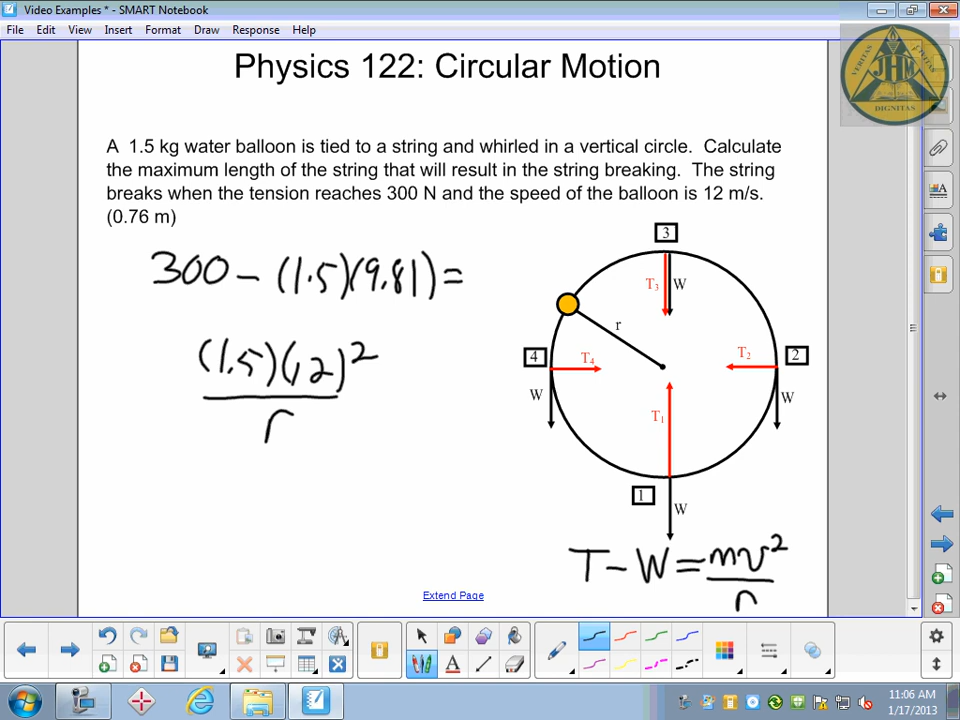 Video Examples * - SMART Notebook
File Edit View Insert Format Draw Response Help
Physics 122: Circular Motion
VERITAS JHM DIGNITAS
A 1.5 kg water balloon is tied to a string and whirled in a vertical circle. Calculate
the maximum length of the string that will result in the string breaking. The string
breaks when the tension reaches 300 N and the speed of the balloon is 12 m/s.
(0.76 m)
300 - (1.5)(9.81) =
(1.5)(12)²
r
3
T₃ W
r
4 T₄ T₂ 2
W W
T₁
1
W
T - W = mv²
r
Extend Page
11:06 AM
1/17/2013